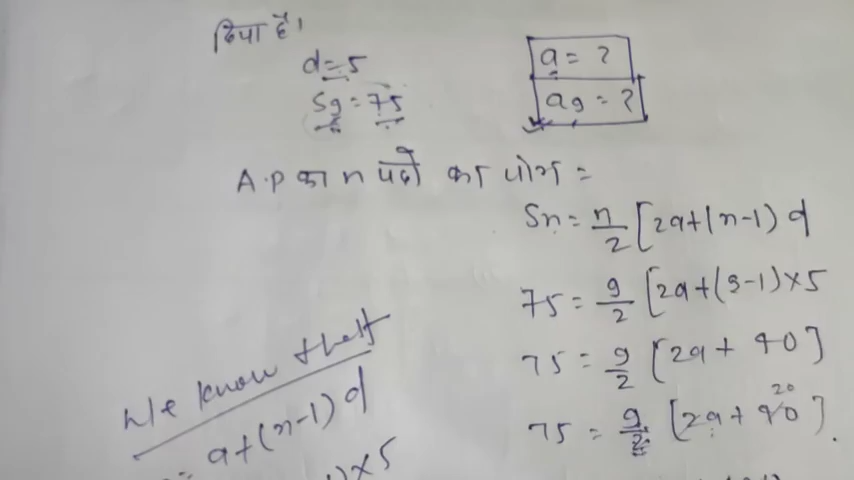 दिया है।
d = 5
S9 = 75
a = ?
a9 = ?
A.P का n पदों का योग =
Sn = n/2 [2a+(n-1) d
75 = 9/2 [2a+(9-1)×5
75 = 9/2 [2a + 40]
75 = 9/2 [2a + 40]. 20
We know that
= a+(n-1) d
)×5